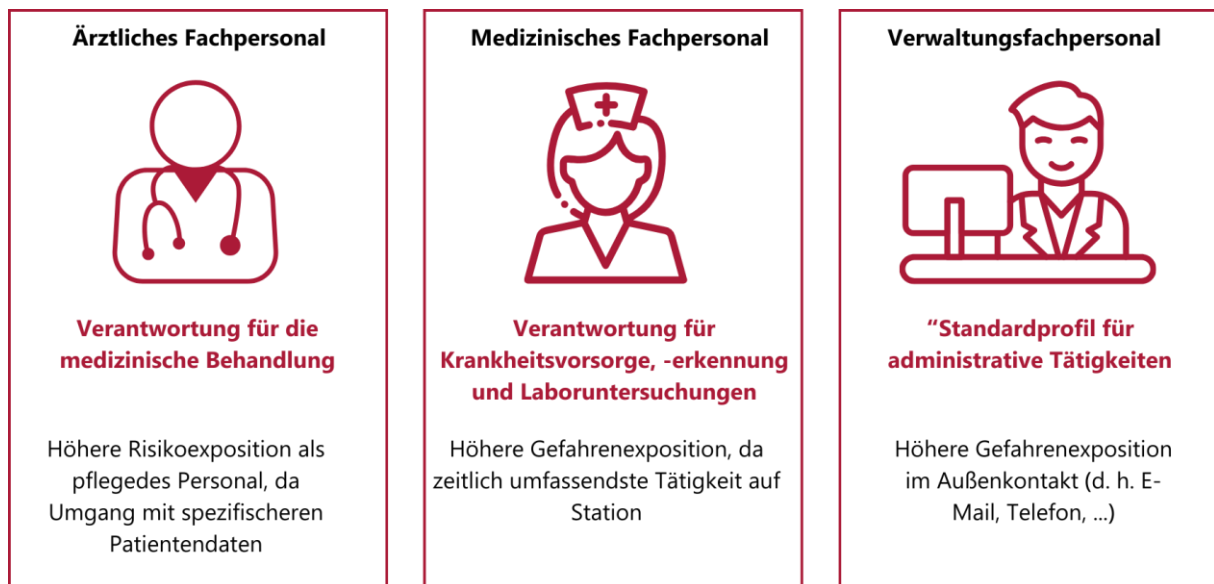 Ärztliches Fachpersonal
Verantwortung für die
medizinische Behandlung
Höhere Risikoexposition als
pflegedes Personal, da
Umgang mit spezifischeren
Patientendaten
Medizinisches Fachpersonal
Verantwortung für
Krankheitsvorsorge, -erkennung
und Laboruntersuchungen
Höhere Gefahrenexposition, da
zeitlich umfassendste Tätigkeit auf
Station
Verwaltungsfachpersonal
“Standardprofil für
administrative Tätigkeiten
Höhere Gefahrenexposition
im Außenkontakt (d. h. E-
Mail, Telefon, ...)